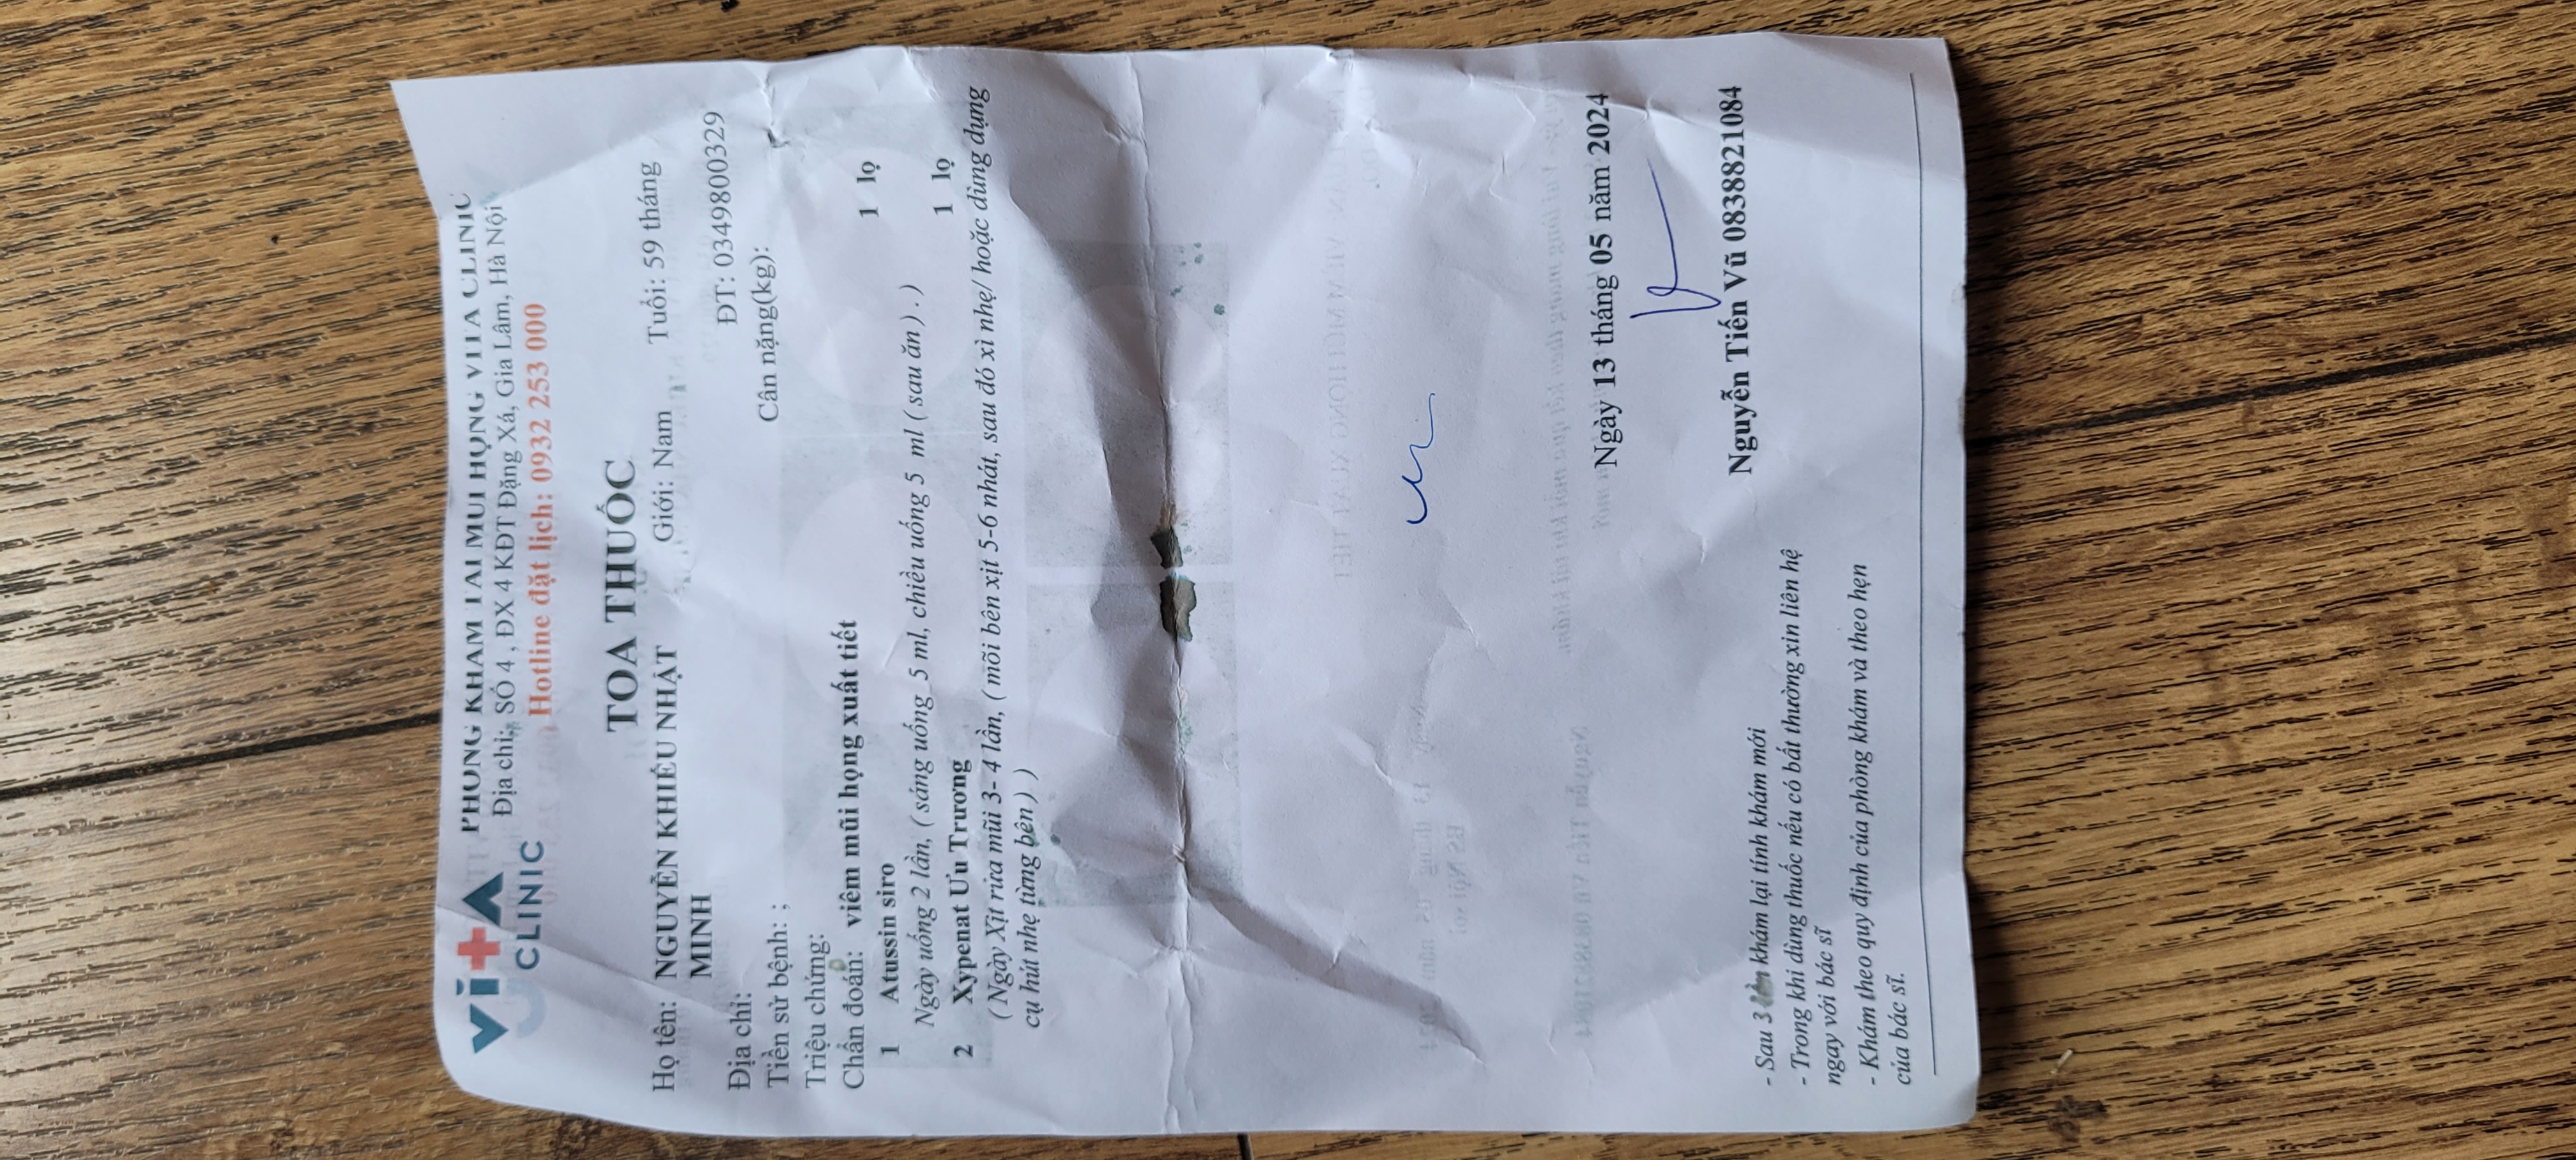 ViTA CLINIC
PHÒNG KHÁM TAI MŨI HỌNG VITA CLINIC
Địa chỉ: SỐ 4 , ĐX 4 KĐT Đặng Xá, Gia Lâm, Hà Nội
Hotline đặt lịch: 0932 253 000
TOA THUỐC
Họ tên: NGUYỄN KHIẾU NHẬT MINH Giới: Nam Tuổi: 59 tháng
ĐT: 0349800329
Địa chỉ:
Tiền sử bệnh: ; Cân nặng(kg):
Triệu chứng:
Chẩn đoán: viêm mũi họng xuất tiết
1 Atussin siro 1 lọ
Ngày uống 2 lần, ( sáng uống 5 ml, chiều uống 5 ml ( sau ăn ) . )
2 Xypenat Ưu Trương 1 lọ
( Ngày Xịt rửa mũi 3- 4 lần, ( mõi bên xịt 5-6 nhát, sau đó xì nhẹ/ hoặc dùng dụng
cụ hút nhẹ từng bên ) )
Ngày 13 tháng 05 năm 2024
Nguyễn Tiến Vũ 0838821084
- Sau 3 lần khám lại tính khám mới
- Trong khi dùng thuốc nếu có bất thường xin liên hệ
ngay với bác sĩ
- Khám theo quy định của phòng khám và theo hẹn
của bác sĩ.